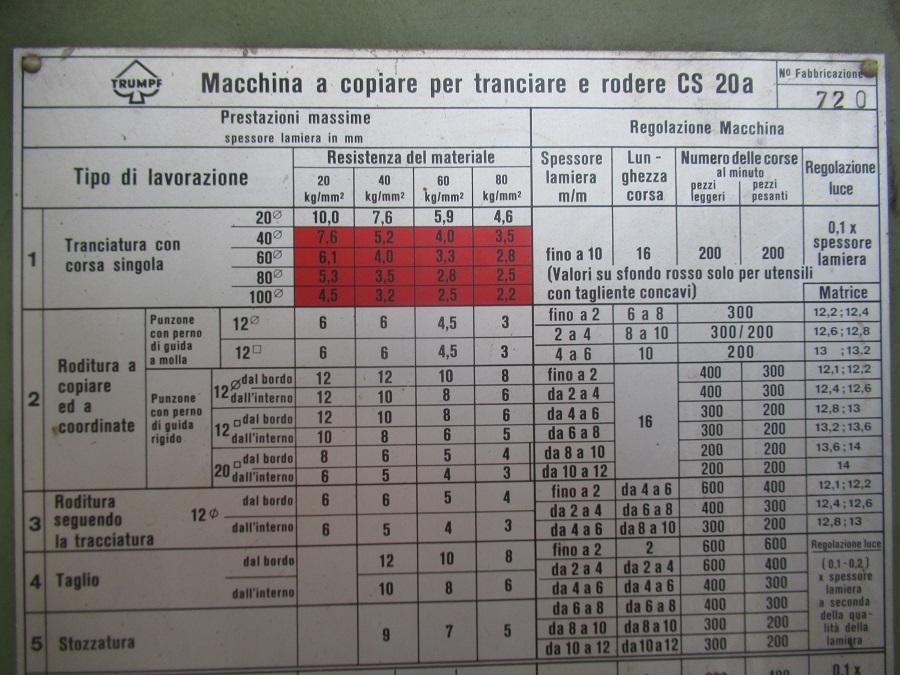 TRUMPF
Macchina a copiare per tranciare e rodere CS 20a
Nº Fabbricazione
720
Prestazioni massime
spessore lamiera in mm
Regolazione Macchina
Tipo di lavorazione
Resistenza del materiale
20 kg/mm² 40 kg/mm² 60 kg/mm² 80 kg/mm²
Spessore lamiera m/m
Lun-
ghezza
corsa
Numero delle corse
al minuto
pezzi leggeri
pezzi pesanti
Regolazione
luce
1
Tranciatura con
corsa singola
20⌀ 10,0 7,6 5,9 4,6
40⌀ 7,6 5,2 4,0 3,5
60⌀ 6,1 4,0 3,3 2,8
80⌀ 5,3 3,5 2,8 2,5
100⌀ 4,5 3,2 2,5 2,2
fino a 10 16 200 200
0,1 x
spessore
lamiera
(Valori su sfondo rosso solo per utensili
con tagliente concavi)
Matrice
2
Roditura a
copiare
ed a
coordinate
Punzone
con perno
di guida
a molla
12⌀ 6 6 4,5 3
12□ 6 6 4,5 3
Punzone
con perno
di guida
rigido
12⌀ dal bordo 12 12 10 8
dall'interno 12 10 8 6
12□ dal bordo 12 10 8 6
dall'interno 10 8 6 5
20□ dal bordo 8 6 5 4
dall'interno 6 5 4 3
fino a 2 6 a 8 300 12,2;12,4
2 a 4 8 a 10 300/200 12,6;12,8
4 a 6 10 200 13 ;13,2
fino a 2 400 300 12,1;12,2
da 2 a 4 400 300 12,4;12,6
da 4 a 6 16 300 200 12,8;13
da 6 a 8 300 200 13,2;13,6
da 8 a 10 200 200 13,6;14
da 10 a 12 200 200 14
3
Roditura
seguendo
la tracciatura
12⌀
dal bordo 6 6 5 4
dall'interno 6 5 4 3
fino a 2 da 4 a 6 600 400 12,1;12,2
da 2 a 4 da 6 a 8 400 300 12,4;12,6
da 4 a 6 da 8 a 10 300 200 12,8;13
4
Taglio
dal bordo 12 10 8
dall'interno 10 8 6
5
Stozzatura 9 7 5
fino a 2 2 600 600
da 2 a 4 da 2 a 4 600 400
da 4 a 6 da 4 a 6 400 300
da 6 a 8 da 6 a 8 400 300
da 8 a 10 da 8 a 10 300 200
da 10 a 12 da 10 a 12 300 200
Regolazione luce
(0,1-0,2)
x spessore
lamiera
a seconda
della qua-
lità della
lamiera
0,1 x